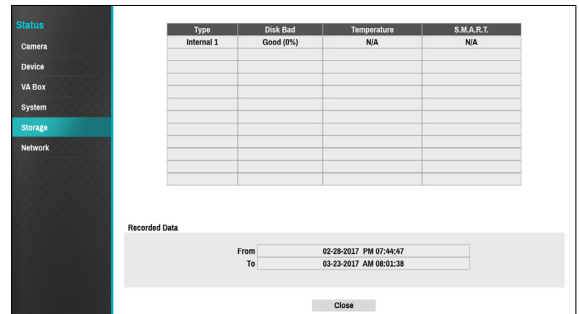 Status
Camera
Device
VA Box
System
Storage
Network
Type Disk Bad Temperature S.M.A.R.T.
Internal 1 Good (0%) N/A N/A
Recorded Data
From 02-28-2017 PM 07:44:47
To 03-23-2017 AM 08:01:38
Close